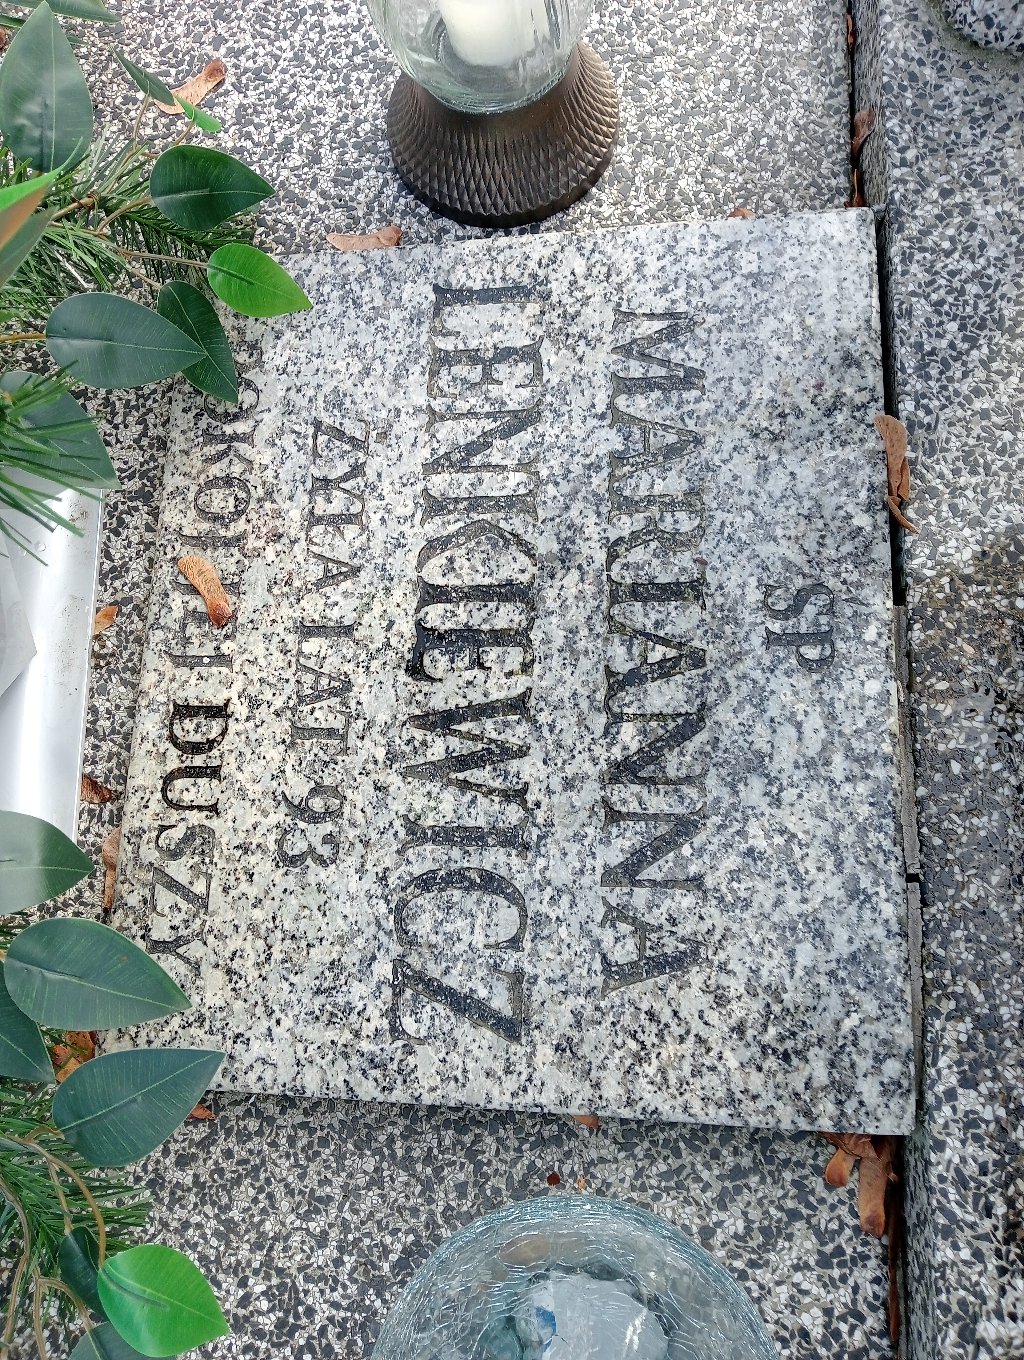 ŚP
MARIANNA
LENKIEWICZ
ŻYŁA LAT 93
POKÓJ JEJ DUSZY